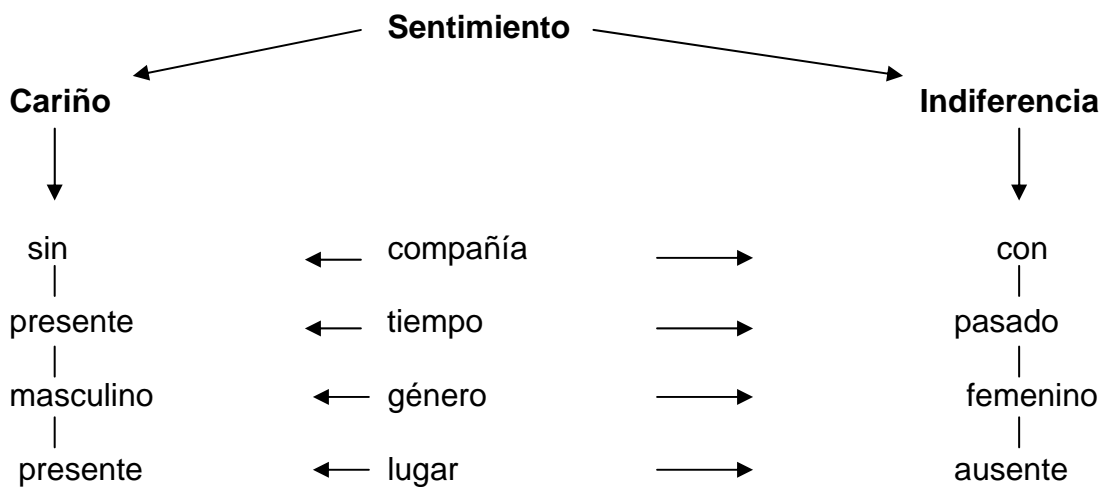 Sentimiento
Cariño Indiferencia
sin compañía con
presente tiempo pasado
masculino género femenino
presente lugar ausente